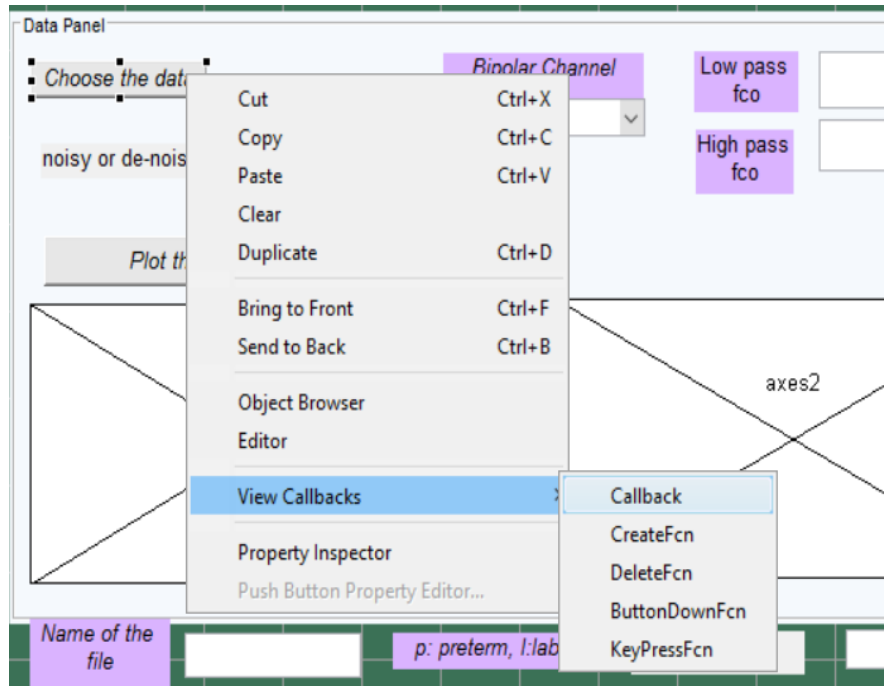 Data Panel
Choose the data
Bipolar Channel
Low pass
fco
High pass
fco
noisy or de-nois
Plot th
Cut Ctrl+X
Copy Ctrl+C
Paste Ctrl+V
Clear
Duplicate Ctrl+D
Bring to Front Ctrl+F
Send to Back Ctrl+B
Object Browser
Editor
View Callbacks
Property Inspector
Push Button Property Editor...
Callback
CreateFcn
DeleteFcn
ButtonDownFcn
KeyPressFcn
axes2
Name of the
file
p: preterm, l:lab